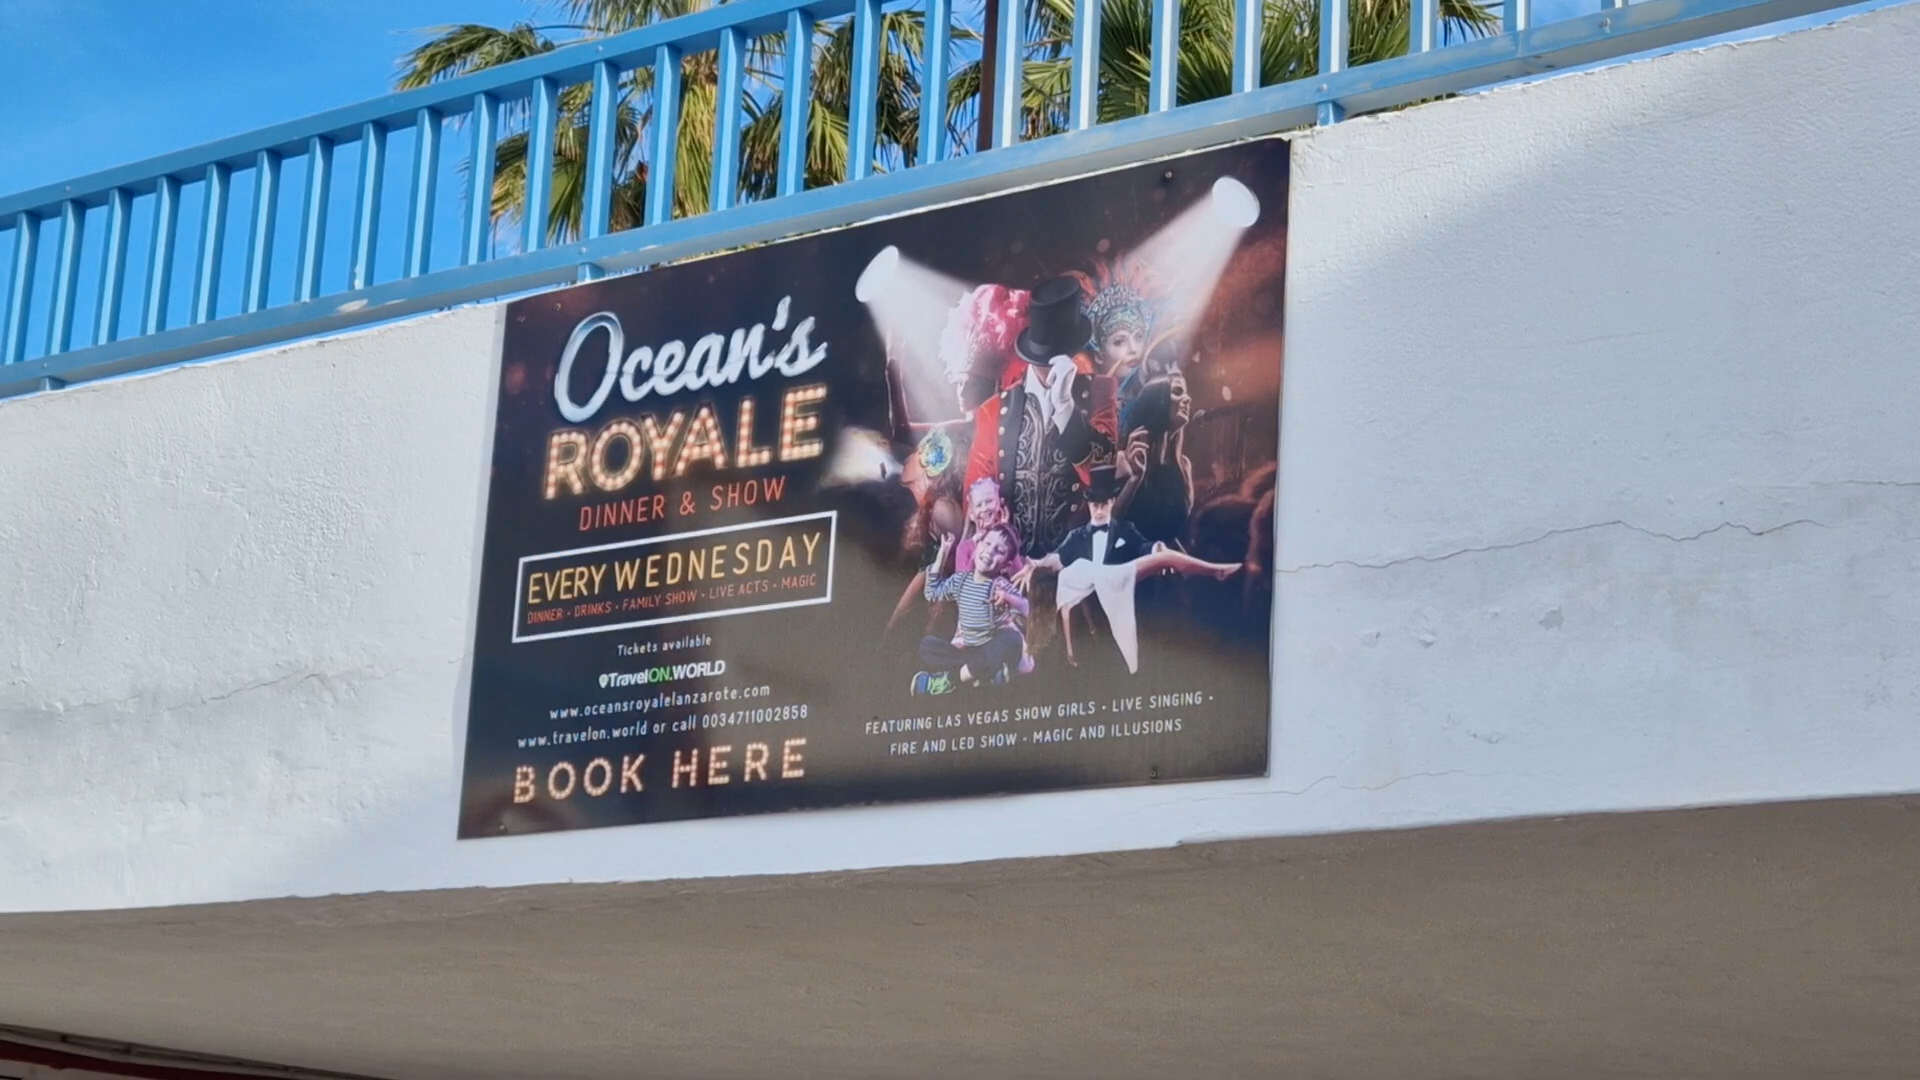 Ocean's
ROYALE
DINNER & SHOW
EVERY WEDNESDAY
DINNER • DRINKS • FAMILY SHOW • LIVE ACTS • MAGIC
Tickets available
TravelON.WORLD
www.oceansroyalelanzarote.com
www.travelon.world or call 0034711002858
BOOK HERE
FEATURING LAS VEGAS SHOW GIRLS • LIVE SINGING •
FIRE AND LED SHOW • MAGIC AND ILLUSIONS